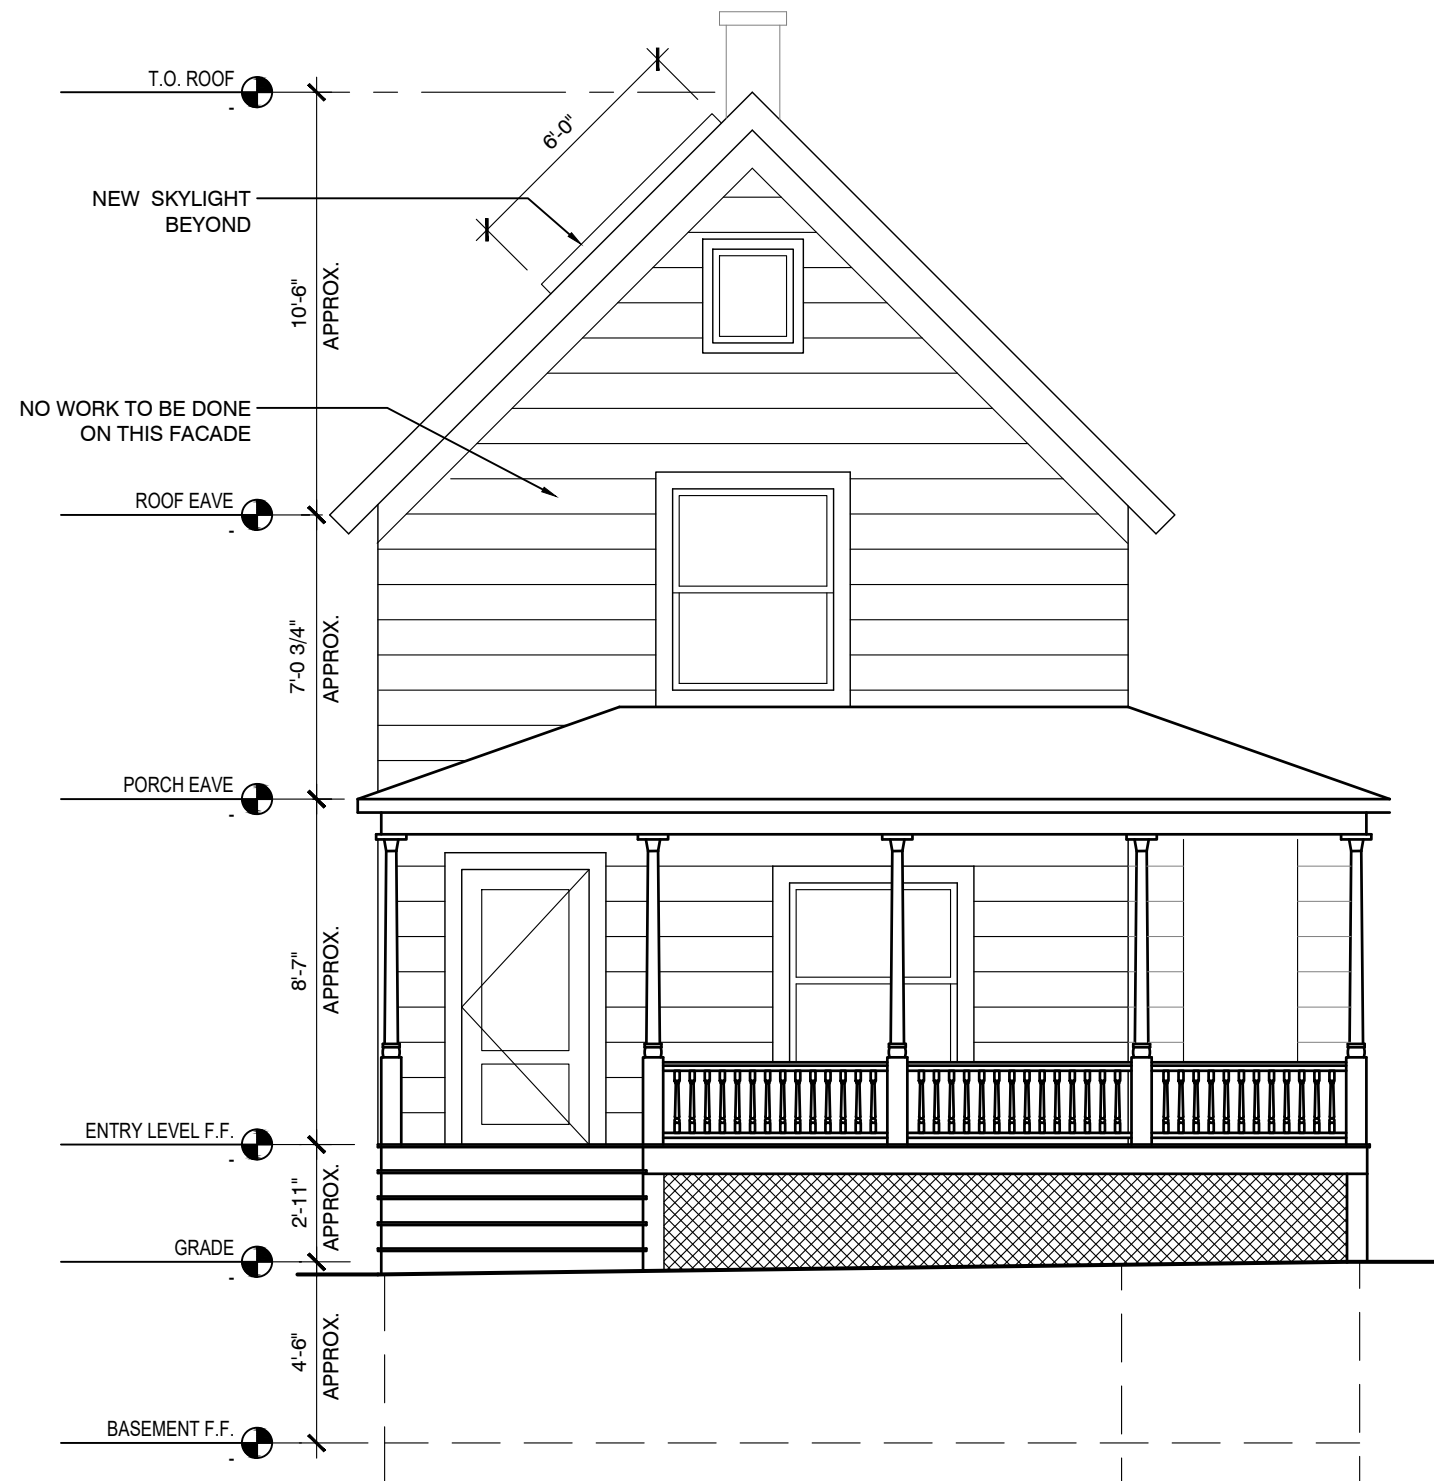 T.O. ROOF
-
6'-0"
NEW  SKYLIGHT
BEYOND
10'-6"
APPROX.
NO WORK TO BE DONE
ON THIS FACADE
ROOF EAVE
-
7'-0 3/4"
APPROX.
PORCH EAVE
-
8'-7"
APPROX.
ENTRY LEVEL F.F.
-
2'-11"
APPROX.
GRADE
-
4'-6"
APPROX.
BASEMENT F.F.
-